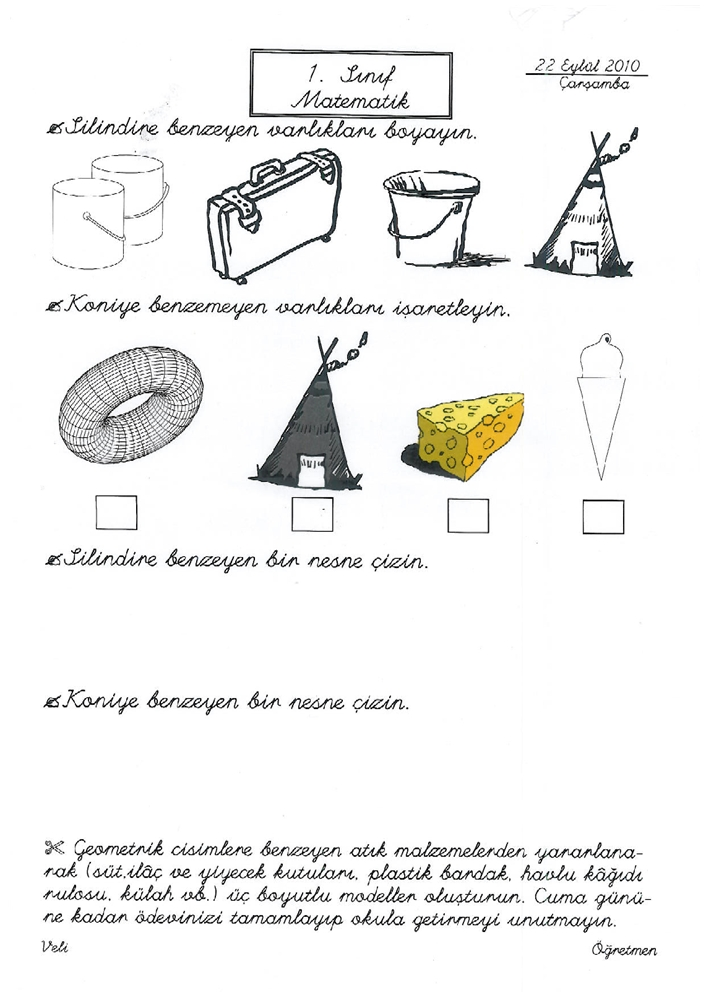 1. Sınıf
Matematik
22 Eylül 2010
Çarşamba
Silindire benzeyen varlıkları boyayın.
Koniye benzemeyen varlıkları işaretleyin.
Silindire benzeyen bir nesne çizin.
Koniye benzeyen bir nesne çizin.
Geometrik cisimlere benzeyen atık malzemelerden yararlana-
rak (süt,ilâç ve yiyecek kutuları, plastik bardak, havlu kâğıdı
rulosu, külah vb.) üç boyutlu modeller oluşturun. Cuma günü-
ne kadar ödevinizi tamamlayıp okula getirmeyi unutmayın.
Veli
Öğretmen